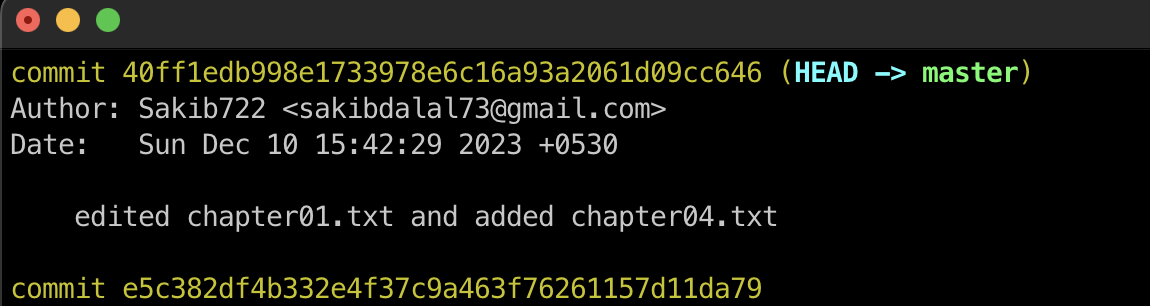 commit 40ff1edb998e1733978e6c16a93a2061d09cc646 (HEAD -> master)
Author: Sakib722 <sakibdalal73@gmail.com>
Date:   Sun Dec 10 15:42:29 2023 +0530
edited chapter01.txt and added chapter04.txt
commit e5c382df4b332e4f37c9a463f76261157d11da79